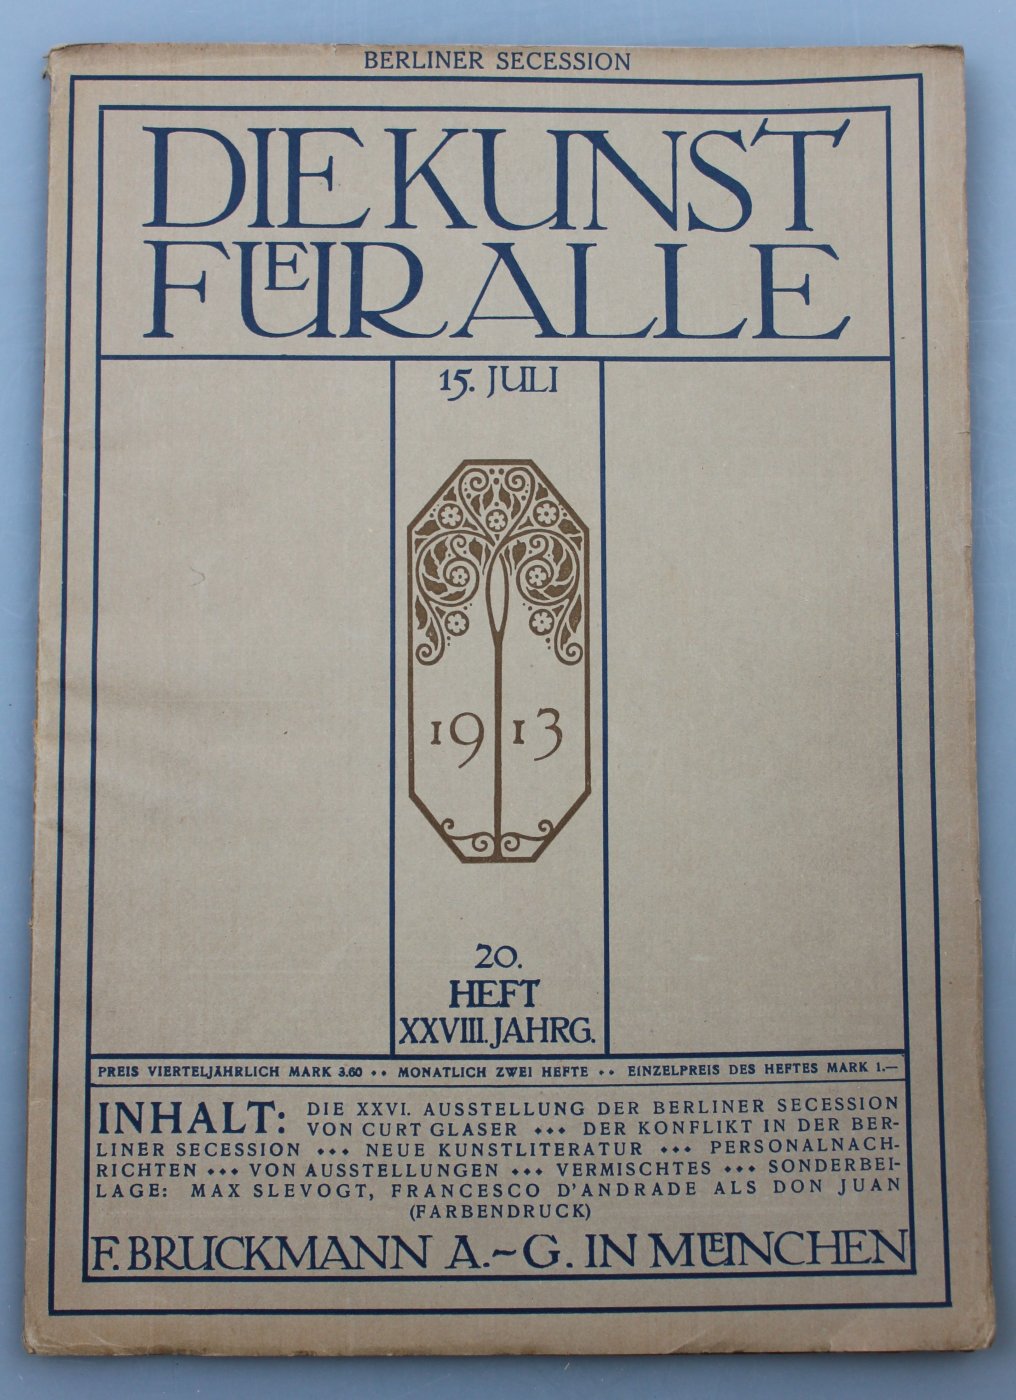 BERLINER SECESSION
DIE KUNST
FUER ALLE
15. JULI
1913
20.
HEFT
XXVIII. JAHRG.
PREIS VIERTELJÄHRLICH MARK 3.60 •• MONATLICH ZWEI HEFTE •• EINZELPREIS DES HEFTES MARK 1.—
INHALT: DIE XXVI. AUSSTELLUNG DER BERLINER SECESSION
VON CURT GLASER ••• DER KONFLIKT IN DER BER-
LINER SECESSION ••• NEUE KUNSTLITERATUR ••• PERSONALNACH-
RICHTEN ••• VON AUSSTELLUNGEN ••• VERMISCHTES ••• SONDERBEI-
LAGE: MAX SLEVOGT, FRANCESCO D'ANDRADE ALS DON JUAN
(FARBENDRUCK)
F. BRUCKMANN A.~G. IN MUENCHEN